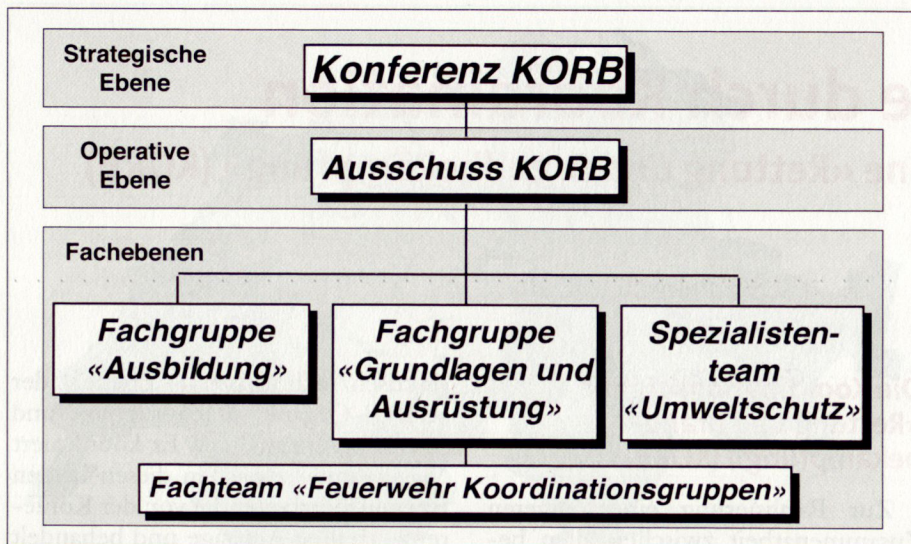 Strategische
Ebene
Konferenz KORB
Operative
Ebene
Ausschuss KORB
Fachebenen
Fachgruppe
«Ausbildung»
Fachgruppe
«Grundlagen und
Ausrüstung»
Spezialisten-
team
«Umweltschutz»
Fachteam «Feuerwehr Koordinationsgruppen»